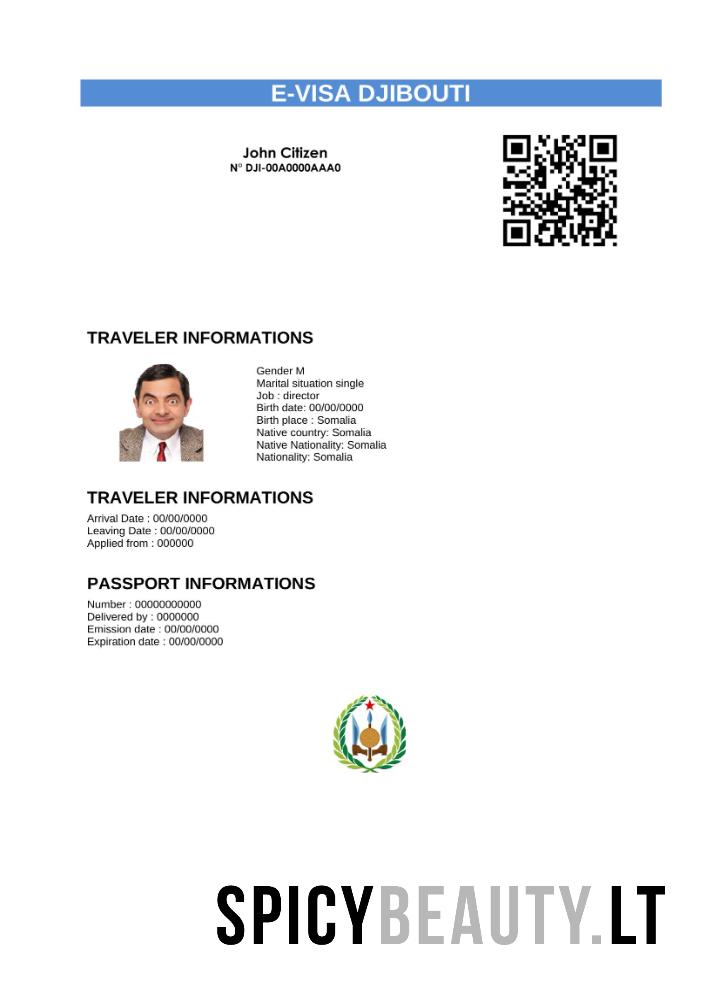 E-VISA DJIBOUTI
John Citizen
N° DJI-00A0000AAA0
TRAVELER INFORMATIONS
Gender M
Marital situation single
Job : director
Birth date: 00/00/0000
Birth place : Somalia
Native country: Somalia
Native Nationality: Somalia
Nationality: Somalia
TRAVELER INFORMATIONS
Arrival Date : 00/00/0000
Leaving Date : 00/00/0000
Applied from : 000000
PASSPORT INFORMATIONS
Number : 00000000000
Delivered by : 0000000
Emission date : 00/00/0000
Expiration date : 00/00/0000
SPICYBEAUTY.LT